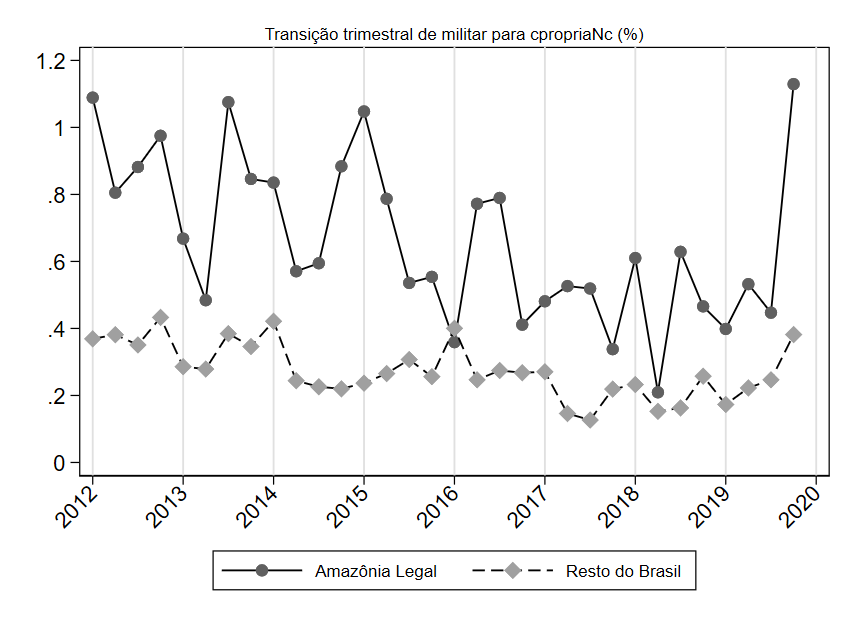 Transição trimestral de militar para cpropriaNc (%)
1.2
1
.8
.6
.4
.2
0
2012 2013 2014 2015 2016 2017 2018 2019 2020
Amazônia Legal Resto do Brasil